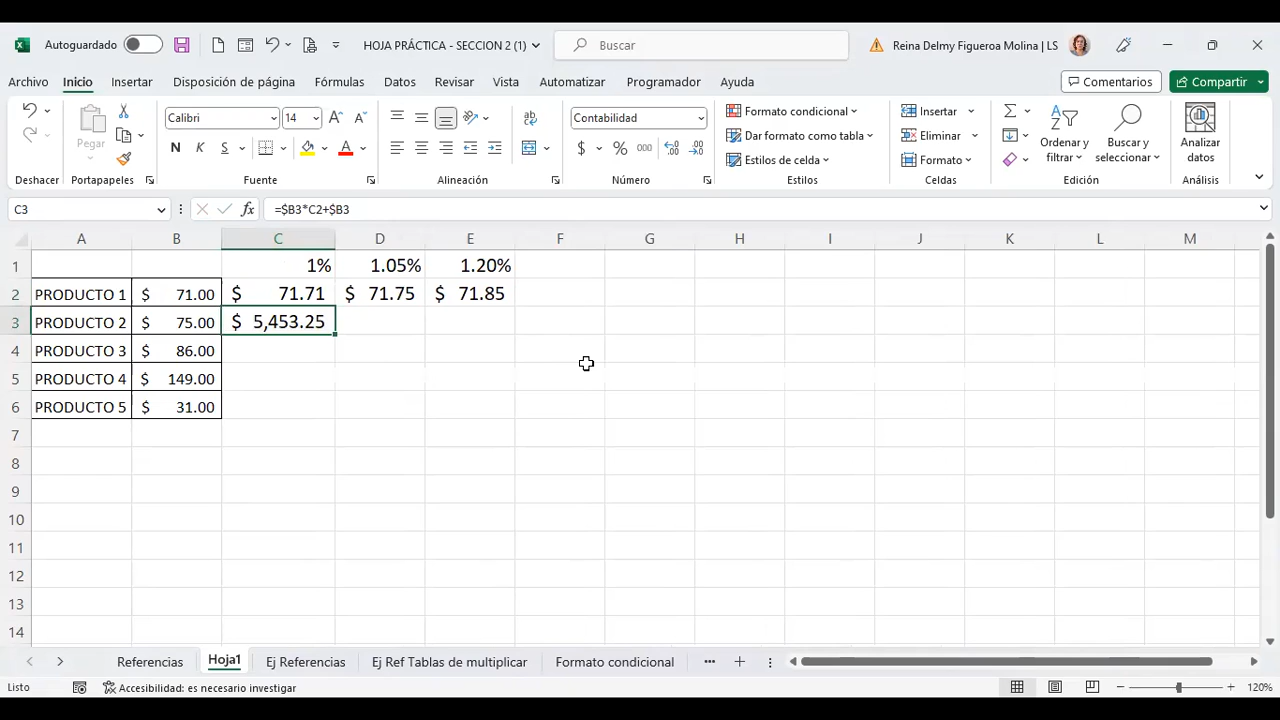 Autoguardado HOJA PRÁCTICA - SECCION 2 (1) Buscar Reina Delmy Figueroa Molina | LS
Archivo Inicio Insertar Disposición de página Fórmulas Datos Revisar Vista Automatizar Programador Ayuda Comentarios Compartir
Pegar Calibri 14 Contabilidad Formato condicional Insertar
Dar formato como tabla Eliminar
N K S $ % 000 Estilos de celda Formato
Ordenar y filtrar Buscar y seleccionar Analizar datos
Deshacer Portapapeles Fuente Alineación Número Estilos Celdas Edición Análisis
C3 fx =$B3*C2+$B3
A B C D E F G H I J K L M
1 1% 1.05% 1.20%
2 PRODUCTO 1 $ 71.00 $ 71.71 $ 71.75 $ 71.85
3 PRODUCTO 2 $ 75.00 $ 5,453.25
4 PRODUCTO 3 $ 86.00
5 PRODUCTO 4 $ 149.00
6 PRODUCTO 5 $ 31.00
7
8
9
10
11
12
13
14
Referencias Hoja1 Ej Referencias Ej Ref Tablas de multiplicar Formato condicional ...
Listo Accesibilidad: es necesario investigar 120%